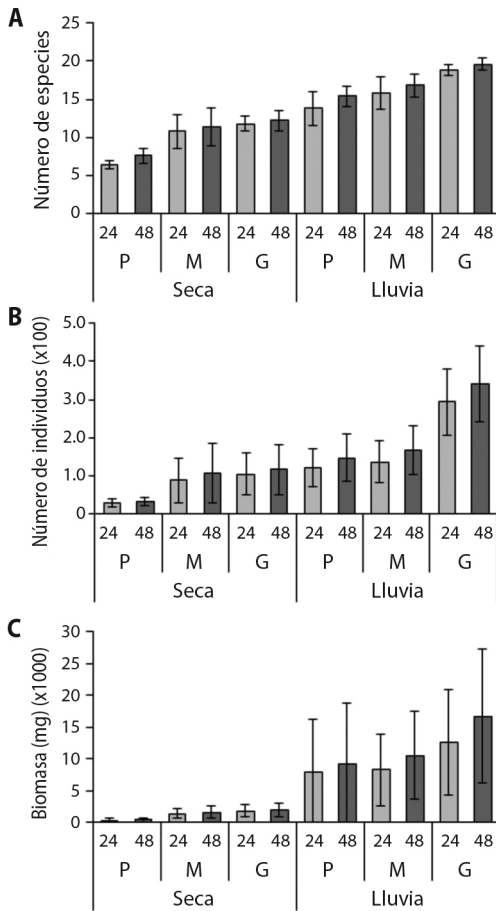 A
Número de especies
25
20
15
10
5
0
24 48 24 48 24 48 24 48 24 48 24 48
P M G P M G
Seca Lluvia
B
Número de individuos (x100)
5.0
4.0
3.0
2.0
1.0
0
24 48 24 48 24 48 24 48 24 48 24 48
P M G P M G
Seca Lluvia
C
Biomasa (mg) (x1000)
30
25
20
15
10
5
0
24 48 24 48 24 48 24 48 24 48 24 48
P M G P M G
Seca Lluvia